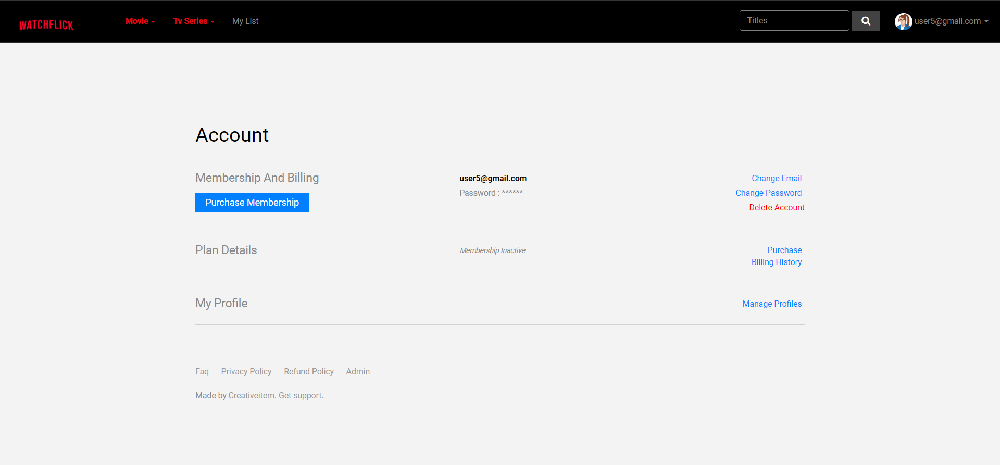 WATCHFLICK Movie Tv Series My List Titles user5@gmail.com
Account
Membership And Billing user5@gmail.com Change Email
Password : ****** Change Password
Purchase Membership Delete Account
Plan Details Membership Inactive Purchase
Billing History
My Profile Manage Profiles
Faq Privacy Policy Refund Policy Admin
Made by Creativeitem. Get support.